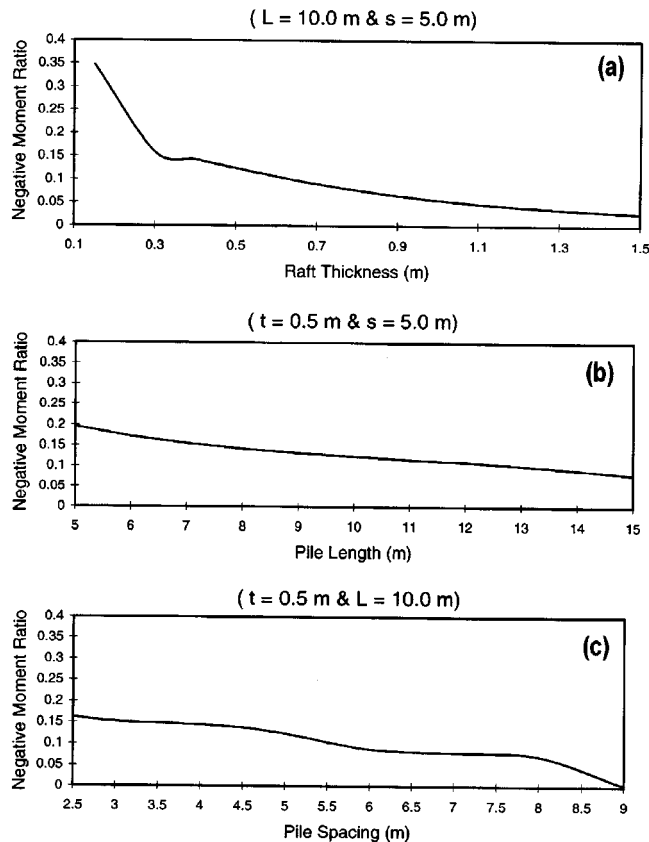 ( L = 10.0 m & s = 5.0 m)
(a)
Negative Moment Ratio
0.4
0.35
0.3
0.25
0.2
0.15
0.1
0.05
0
0.1 0.3 0.5 0.7 0.9 1.1 1.3 1.5
Raft Thickness (m)
( t = 0.5 m & s = 5.0 m)
(b)
Negative Moment Ratio
0.4
0.35
0.3
0.25
0.2
0.15
0.1
0.05
0
5 6 7 8 9 10 11 12 13 14 15
Pile Length (m)
( t = 0.5 m & L = 10.0 m)
(c)
Negative Moment Ratio
0.4
0.35
0.3
0.25
0.2
0.15
0.1
0.05
0
2.5 3 3.5 4 4.5 5 5.5 6 6.5 7 7.5 8 8.5 9
Pile Spacing (m)